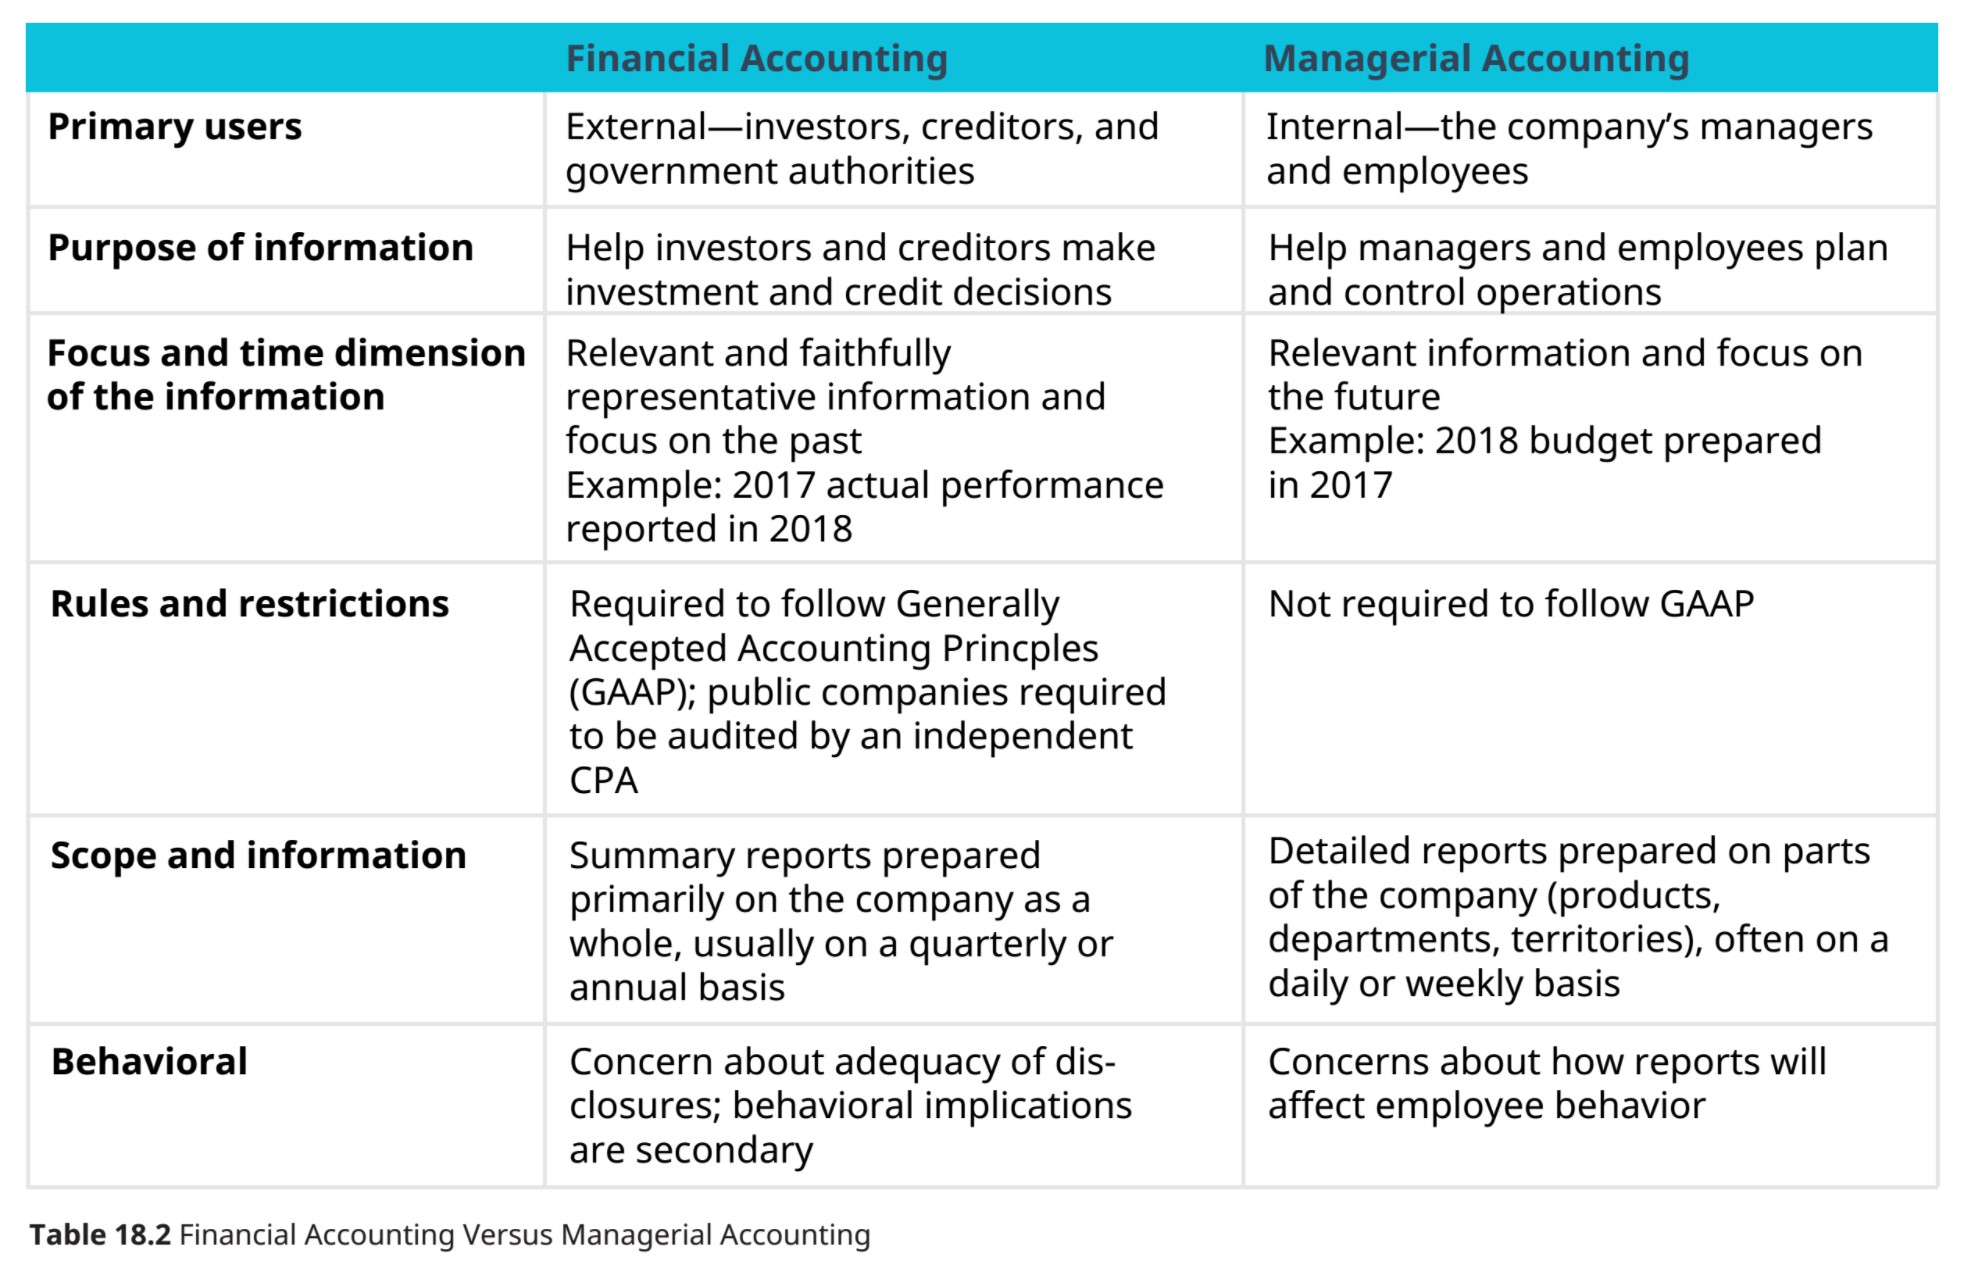 Financial Accounting
Managerial Accounting
Primary users
External—investors, creditors, and
government authorities
Internal—the company’s managers
and employees
Purpose of information
Help investors and creditors make
investment and credit decisions
Help managers and employees plan
and control operations
Focus and time dimension
of the information
Relevant and faithfully
representative information and
focus on the past
Example: 2017 actual performance
reported in 2018
Relevant information and focus on
the future
Example: 2018 budget prepared
in 2017
Rules and restrictions
Required to follow Generally
Accepted Accounting Princples
(GAAP); public companies required
to be audited by an independent
CPA
Not required to follow GAAP
Scope and information
Summary reports prepared
primarily on the company as a
whole, usually on a quarterly or
annual basis
Detailed reports prepared on parts
of the company (products,
departments, territories), often on a
daily or weekly basis
Behavioral
Concern about adequacy of dis-
closures; behavioral implications
are secondary
Concerns about how reports will
affect employee behavior
Table 18.2 Financial Accounting Versus Managerial Accounting